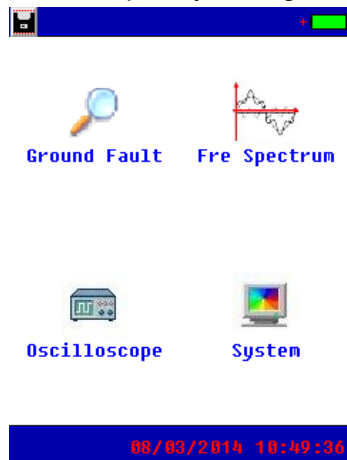 Ground Fault
Fre Spectrum
Oscilloscope
System
08/03/2014 10:49:36